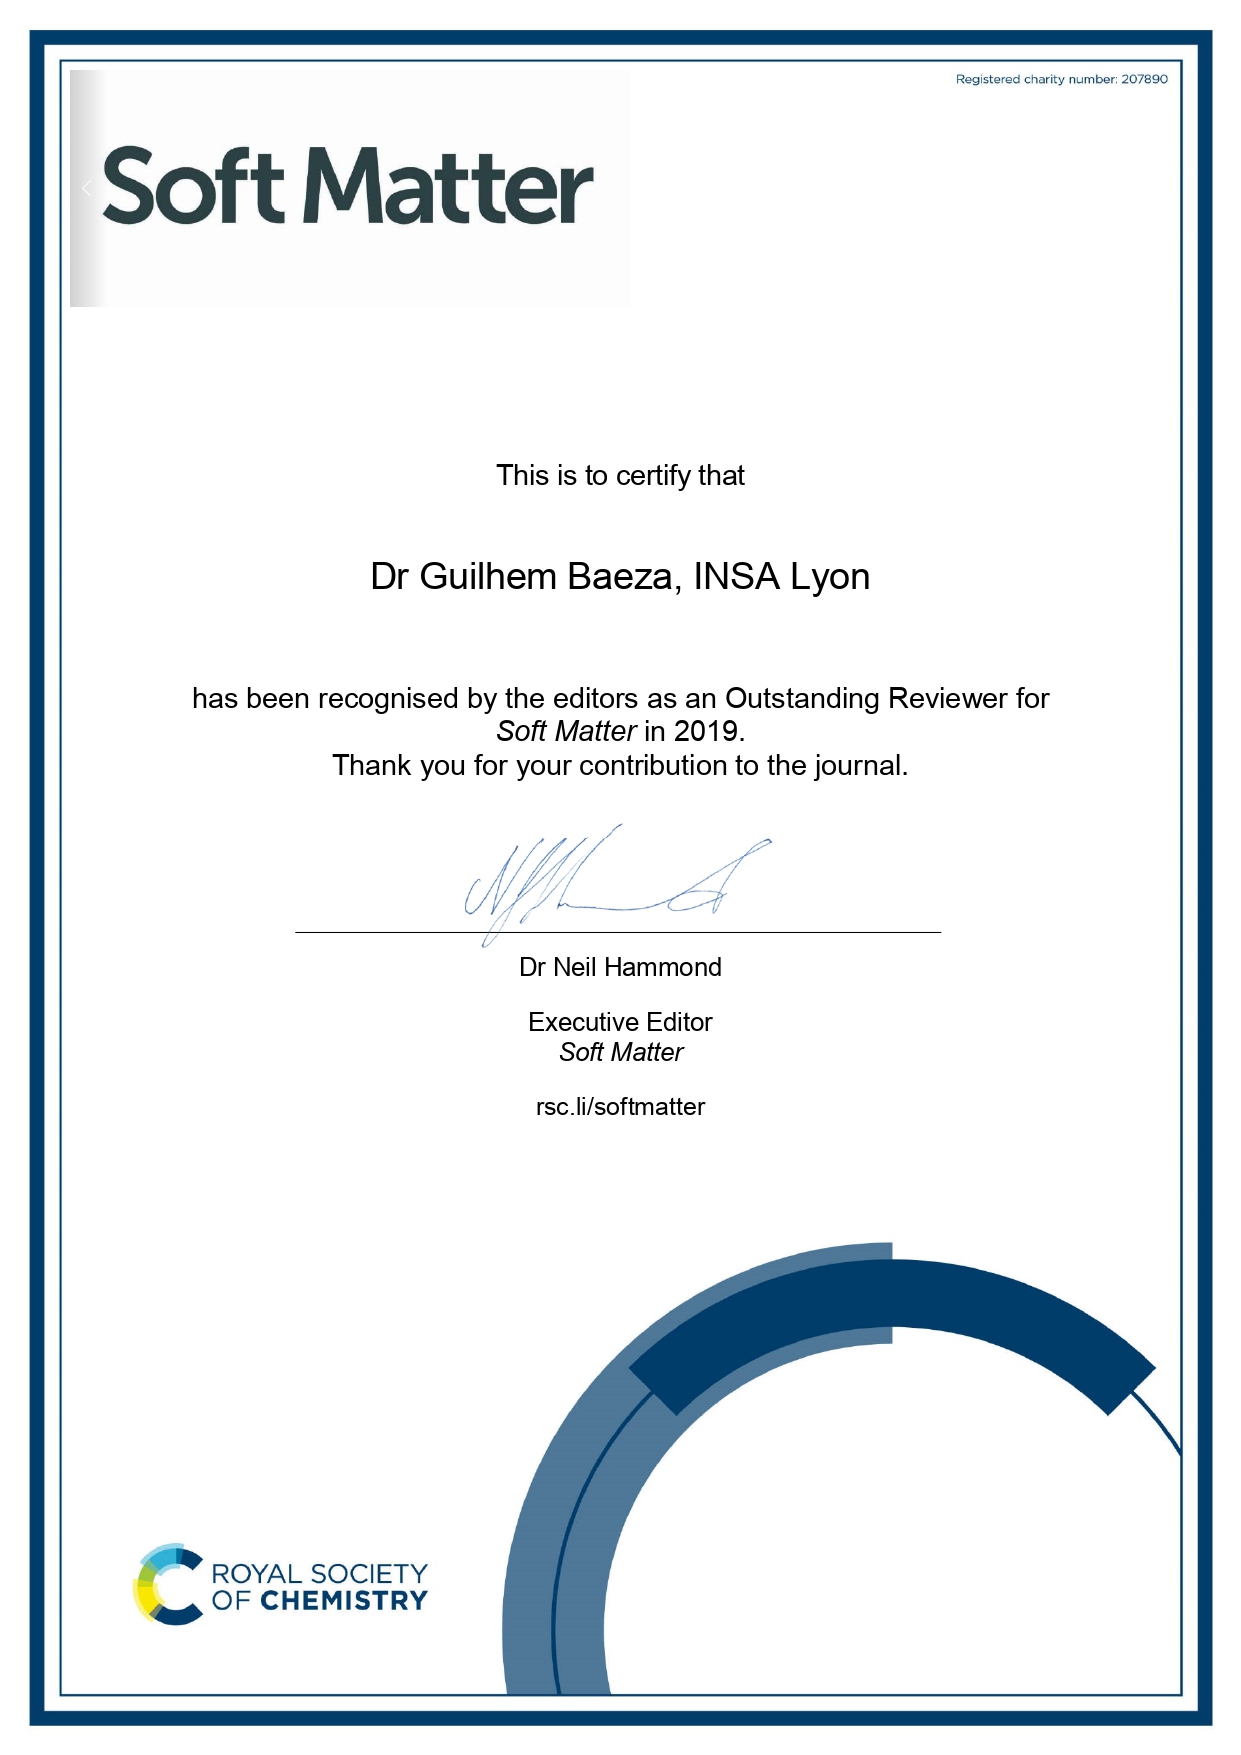 Registered charity number: 207890
Soft Matter
This is to certify that
Dr Guilhem Baeza, INSA Lyon
has been recognised by the editors as an Outstanding Reviewer for
Soft Matter in 2019.
Thank you for your contribution to the journal.
Dr Neil Hammond
Executive Editor
Soft Matter
rsc.li/softmatter
ROYAL SOCIETY
OF CHEMISTRY